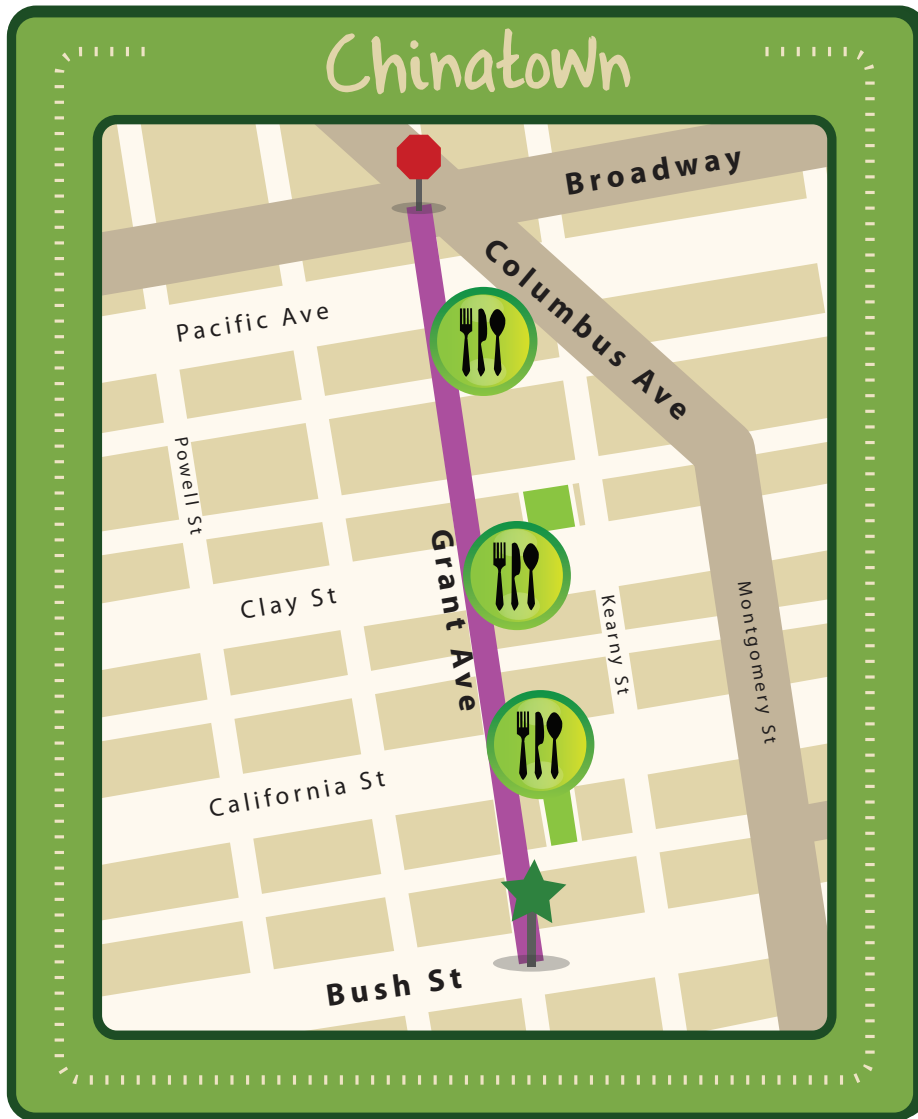 Chinatown
Broadway
Columbus Ave
Pacific Ave
Powell St
Grant Ave
Clay St
Kearny St
Montgomery St
California St
Bush St